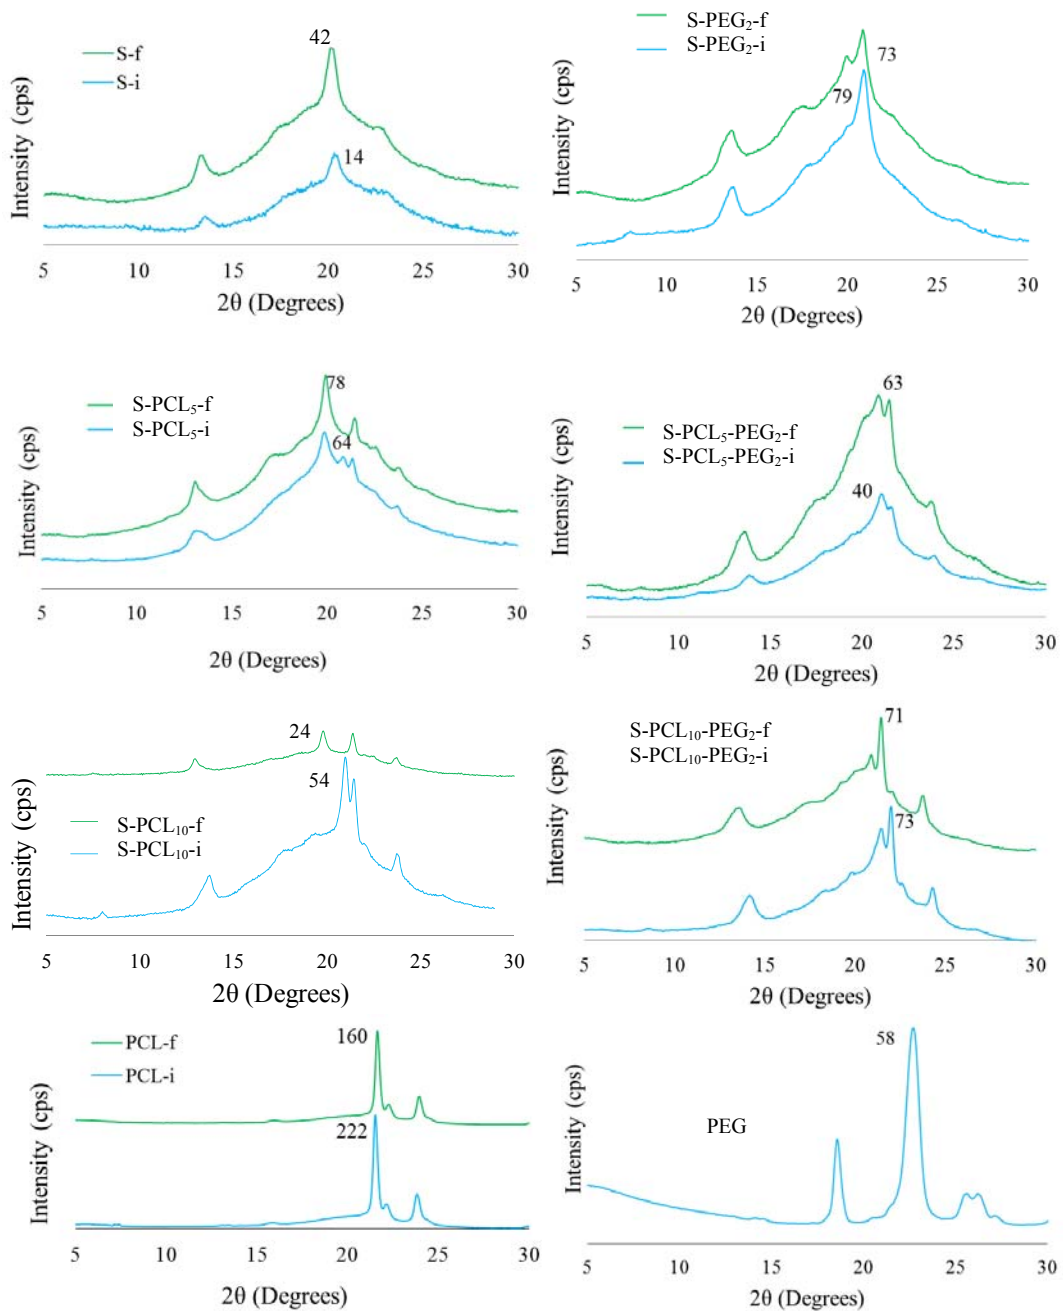 S-f
S-i
42
14
Intensity (cps)
5 10 15 20 25 30
2θ (Degrees)
S-PEG₂-f
S-PEG₂-i
73
79
Intensity (cps)
5 10 15 20 25 30
2θ (Degrees)
S-PCL₅-f
S-PCL₅-i
78
64
Intensity (cps)
5 10 15 20 25 30
2θ (Degrees)
63
S-PCL₅-PEG₂-f
S-PCL₅-PEG₂-i
40
Intensity (cps)
5 10 15 20 25 30
2θ (Degrees)
24
54
S-PCL₁₀-f
S-PCL₁₀-i
Intensity (cps)
5 10 15 20 25 30
2θ (Degrees)
71
S-PCL₁₀-PEG₂-f
S-PCL₁₀-PEG₂-i
73
Intensity (cps)
5 10 15 20 25 30
2θ (Degrees)
PCL-f
PCL-i
160
222
Intensity (cps)
5 10 15 20 25 30
2θ (Degrees)
58
PEG
Intensity (cps)
5 10 15 20 25 30
2θ (Degrees)